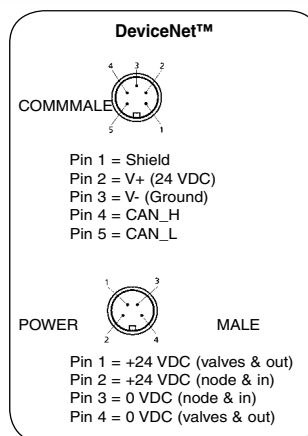 DeviceNet™
4 3 2
COMMMALE
5 1
Pin 1 = Shield
Pin 2 = V+ (24 VDC)
Pin 3 = V- (Ground)
Pin 4 = CAN_H
Pin 5 = CAN_L
1 3
POWER MALE
2 4
Pin 1 = +24 VDC (valves & out)
Pin 2 = +24 VDC (node & in)
Pin 3 = 0 VDC (node & in)
Pin 4 = 0 VDC (valves & out)